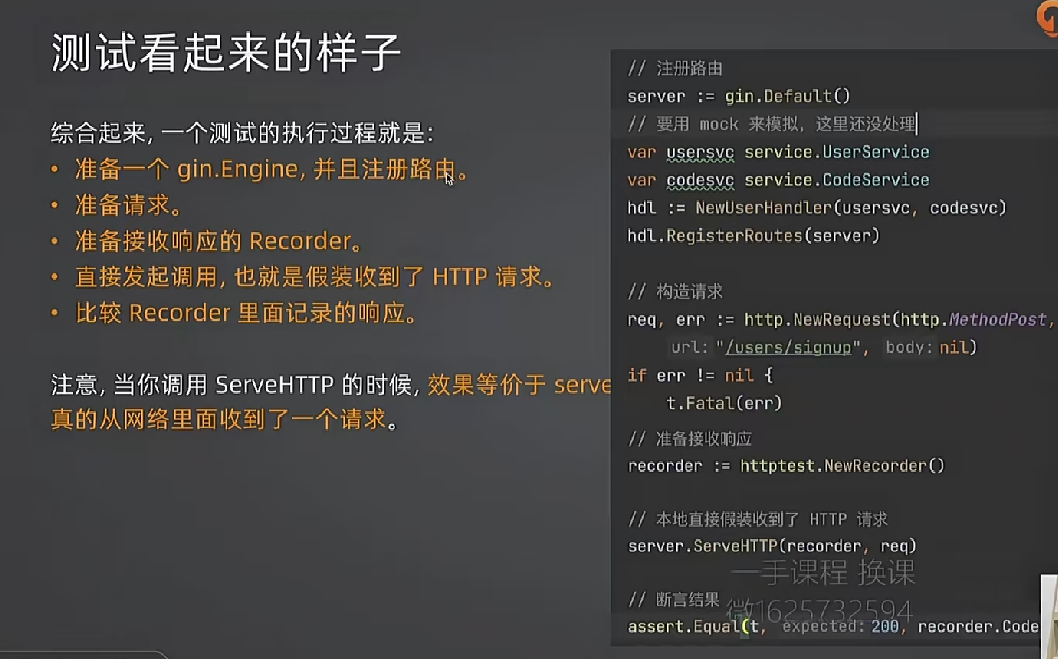 测试看起来的样子
综合起来, 一个测试的执行过程就是:
• 准备一个 gin.Engine, 并且注册路由。
• 准备请求。
• 准备接收响应的 Recorder。
• 直接发起调用, 也就是假装收到了 HTTP 请求。
• 比较 Recorder 里面记录的响应。
注意, 当你调用 ServeHTTP 的时候, 效果等价于 serve
真的从网络里面收到了一个请求。
// 注册路由
server := gin.Default()
// 要用 mock 来模拟, 这里还没处理
var usersvc service.UserService
var codesvc service.CodeService
hdl := NewUserHandler(usersvc, codesvc)
hdl.RegisterRoutes(server)
// 构造请求
req, err := http.NewRequest(http.MethodPost,
url: "/users/signup", body: nil)
if err != nil {
t.Fatal(err)
// 准备接收响应
recorder := httptest.NewRecorder()
// 本地直接假装收到了 HTTP 请求
server.ServeHTTP(recorder, req)
一手课程 换课
// 断言结果
微1625732594
assert.Equal(t, expected: 200, recorder.Code